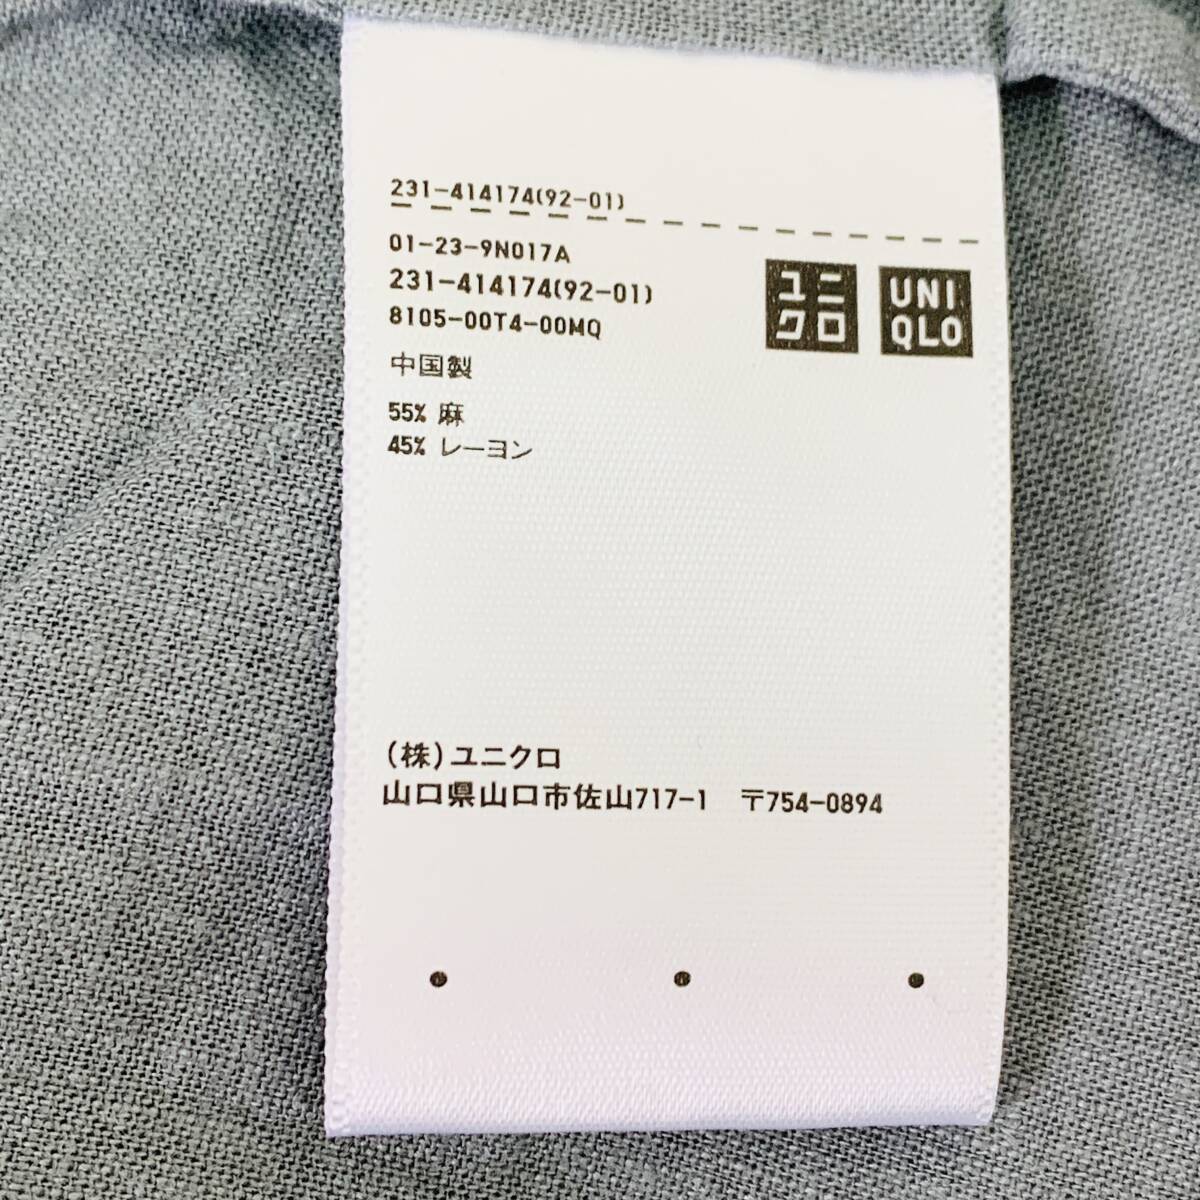 231-414174(92-01)
01-23-9N017A
231-414174(92-01)
8105-00T4-00MQ
中国製
55% 麻
45% レーヨン
ユニ
クロ
UNI
QLO
(株)ユニクロ
山口県山口市佐山717-1 〒754-0894